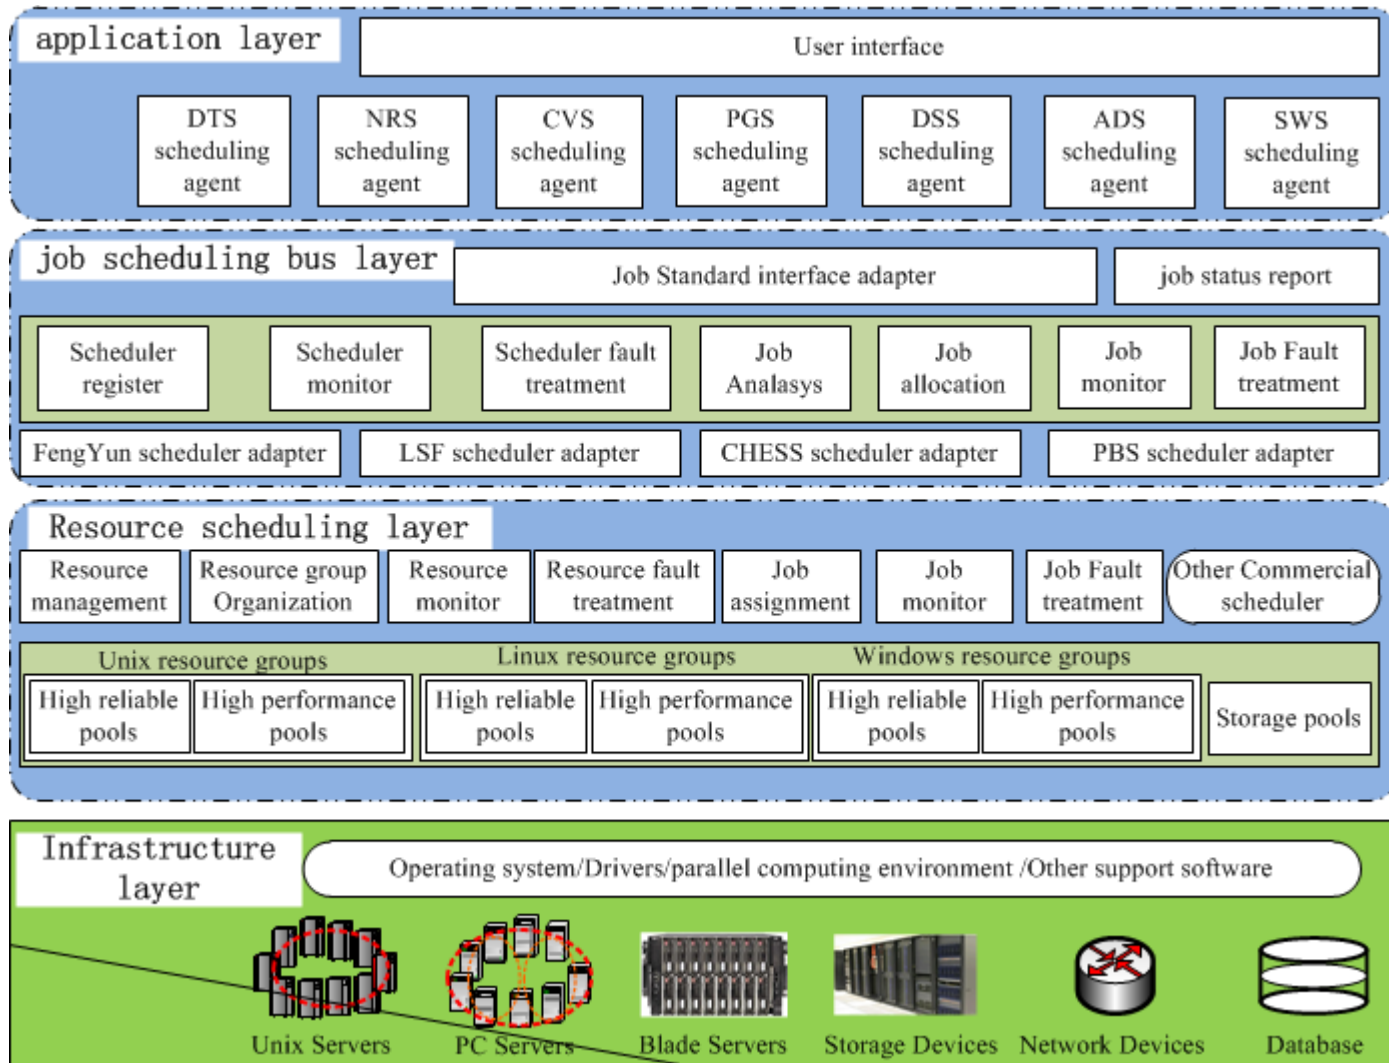 application layer
User interface
DTS
scheduling
agent
NRS
scheduling
agent
CVS
scheduling
agent
PGS
scheduling
agent
DSS
scheduling
agent
ADS
scheduling
agent
SWS
scheduling
agent
job scheduling bus layer
Job Standard interface adapter
job status report
Scheduler
register
Scheduler
monitor
Scheduler fault
treatment
Job
Analasys
Job
allocation
Job
monitor
Job Fault
treatment
FengYun scheduler adapter
LSF scheduler adapter
CHESS scheduler adapter
PBS scheduler adapter
Resource scheduling layer
Resource
management
Resource group
Organization
Resource
monitor
Resource fault
treatment
Job
assignment
Job
monitor
Job Fault
treatment
Other Commercial
scheduler
Unix resource groups
High reliable
pools
High performance
pools
Linux resource groups
High reliable
pools
High performance
pools
Windows resource groups
High reliable
pools
High performance
pools
Storage pools
Infrastructure
layer
Operating system/Drivers/parallel computing environment /Other support software
Unix Servers
PC Servers
Blade Servers
Storage Devices
Network Devices
Database